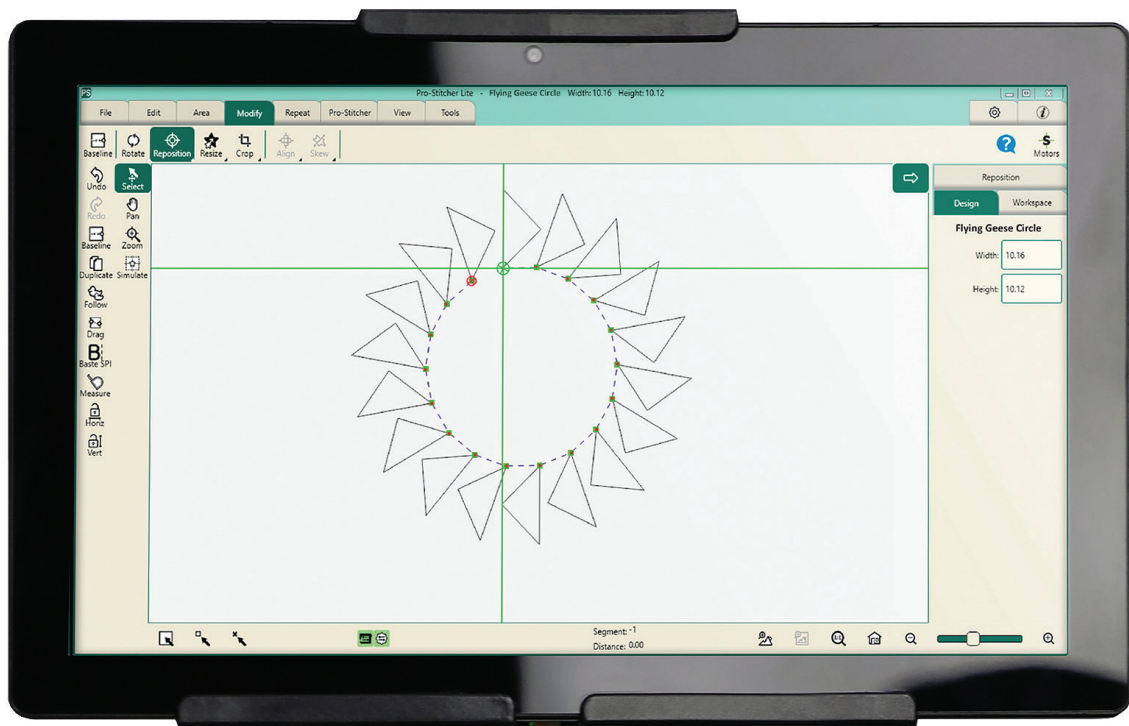 PS
Pro-Stitcher Lite - Flying Geese Circle Width:10.16 Height:10.12
File Edit Area Modify Repeat Pro-Stitcher View Tools
Baseline Rotate Reposition Resize Crop Align Skew
S
Motors
Undo Select
Redo Pan
Baseline Zoom
Duplicate Simulate
Follow
Drag
B
Baste SPI
Measure
Horiz
Vert
Reposition
Design Workspace
Flying Geese Circle
Width: 10.16
Height: 10.12
Segment: -1
Distance: 0.00
1:1